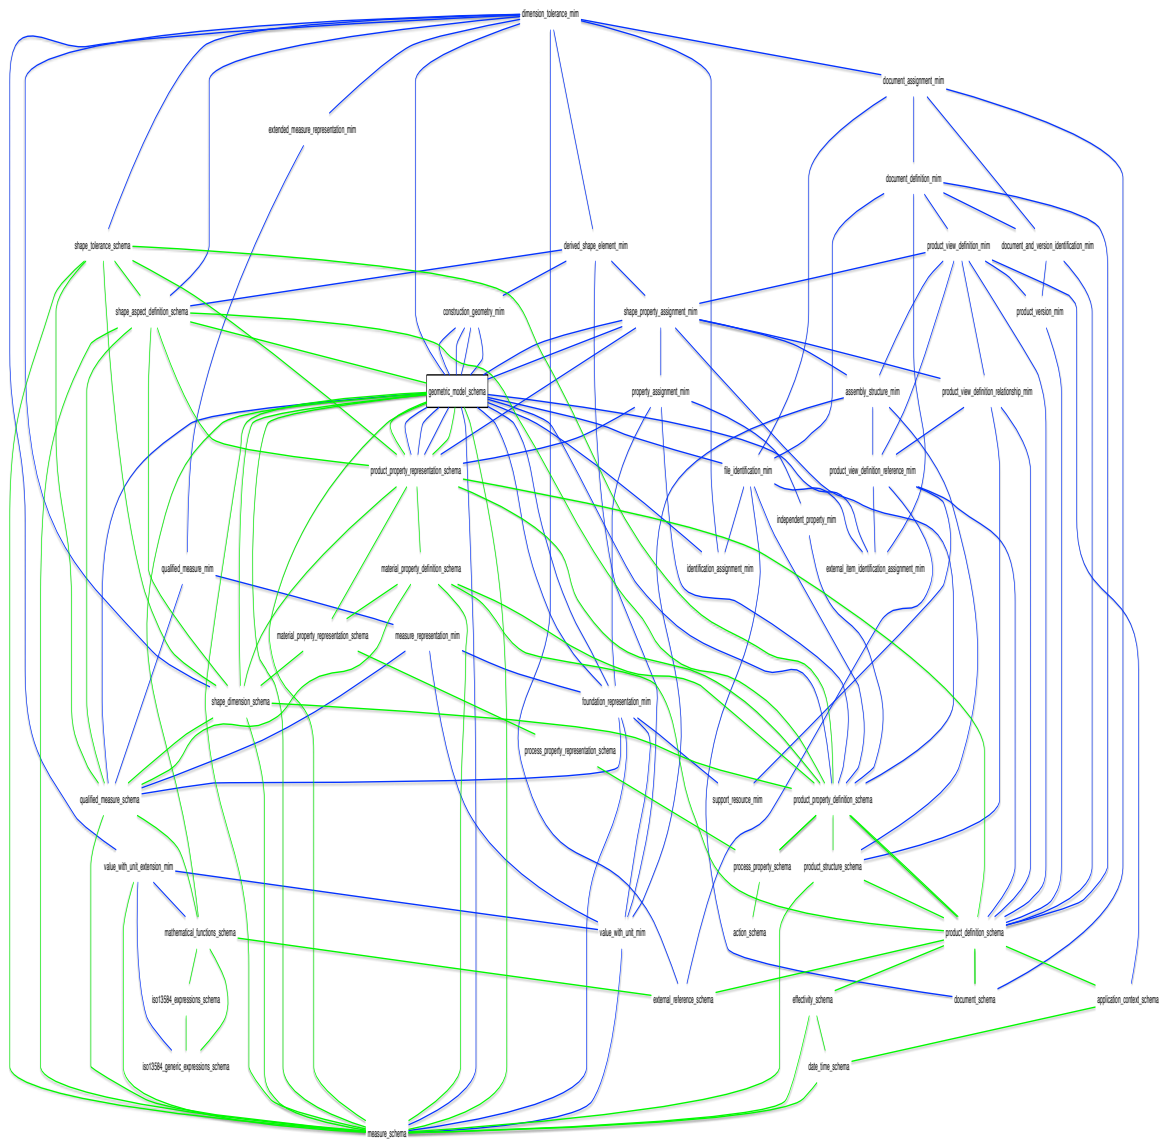 dimension_tolerance_mim
document_assignment_mim
extended_measure_representation_mim
document_definition_mim
shape_tolerance_schema
derived_shape_element_mim
product_view_definition_mim
document_and_version_identification_mim
shape_aspect_definition_schema
construction_geometry_mim
shape_property_assignment_mim
product_version_mim
geometric_model_schema
property_assignment_mim
assembly_structure_mim
product_view_definition_relationship_mim
product_property_representation_schema
file_identification_mim
product_view_definition_reference_mim
independent_property_mim
qualified_measure_mim
material_property_definition_schema
identification_assignment_mim
external_item_identification_assignment_mim
material_property_representation_schema
measure_representation_mim
shape_dimension_schema
foundation_representation_mim
process_property_representation_schema
qualified_measure_schema
support_resource_mim
product_property_definition_schema
value_with_unit_extension_mim
process_property_schema
product_structure_schema
mathematical_functions_schema
value_with_unit_mim
action_schema
product_definition_schema
iso13584_expressions_schema
external_reference_schema
effectivity_schema
document_schema
application_context_schema
iso13584_generic_expressions_schema
date_time_schema
measure_schema